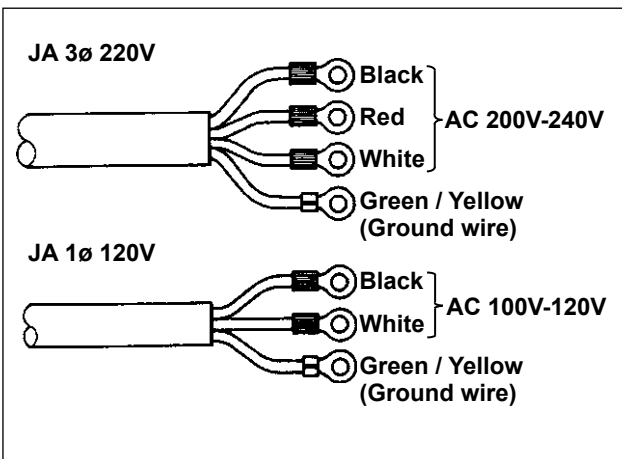 JA 3ø 220V
Black
Red
AC 200V-240V
White
Green / Yellow
(Ground wire)
JA 1ø 120V
Black
AC 100V-120V
White
Green / Yellow
(Ground wire)